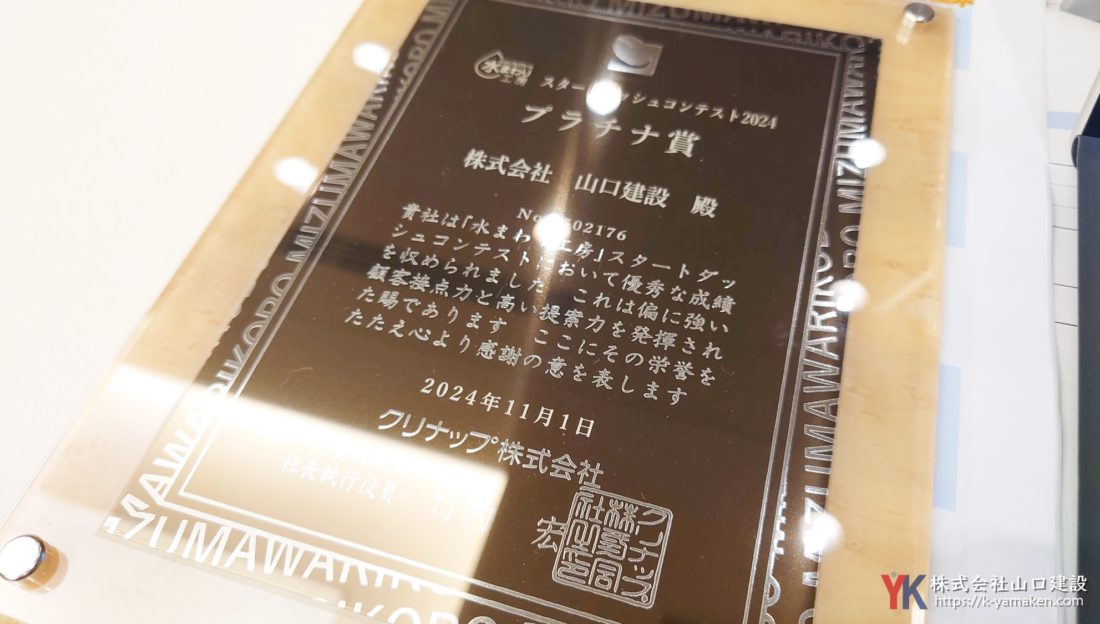 水まわり工房
スタートダッシュコンテスト2024
プラチナ賞
株式会社 山口建設 殿
02176
貴社は「水まわり工房」スタートダッ
シュコンテストにおいて優秀な成績
を収められました これは偏に強い
顧客接点力と高い提案力を発揮され
た賜であります ここにその栄誉を
たたえ心より感謝の意を表します
2024年11月1日
クリナップ株式会社
社長執行役員 竹内 宏
MIZUMAWARIKOBO MIZUMAWARIKOBO
YK 株式会社山口建設
https://k-yamaken.com/